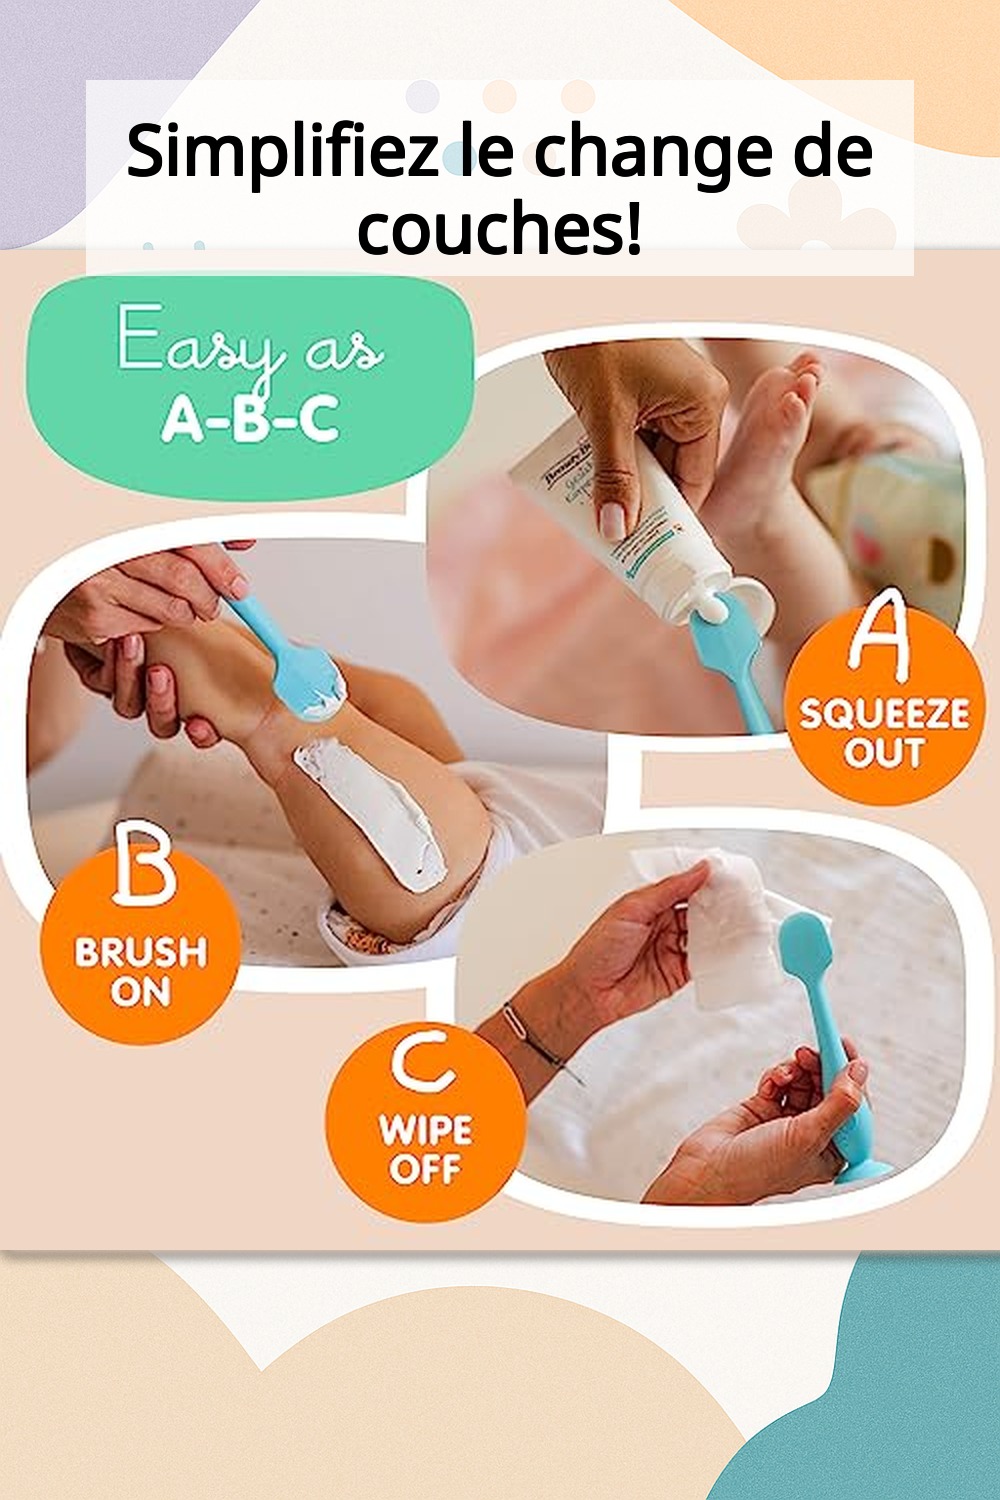 Simplifiez le change de
couches!
Easy as
A-B-C
A
SQUEEZE
OUT
B
BRUSH
ON
C
WIPE
OFF